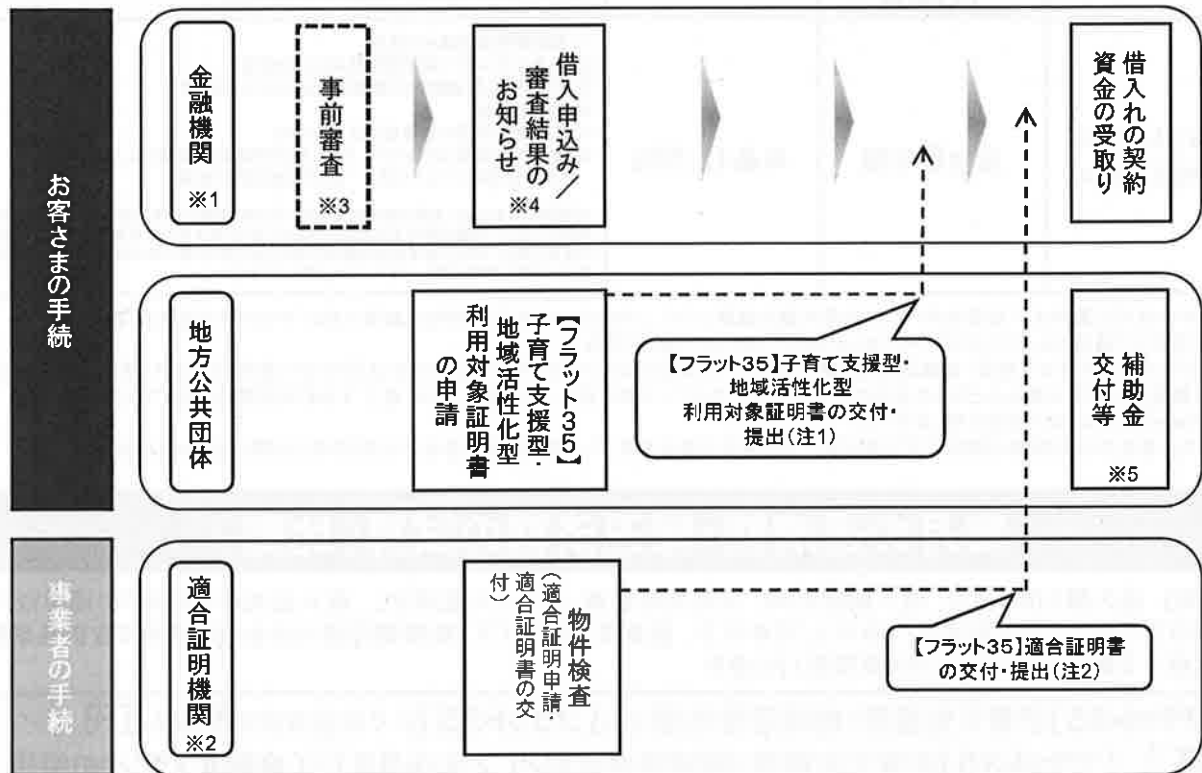 お客さまの手続
金融機関
※1
事前審査
※3
借入申込み／
審査結果の
お知らせ
※4
借入れの契約
資金の受取り
地方公共団体
【フラット35】
子育て支援型・
地域活性化型
利用対象証明書
の申請
【フラット35】子育て支援型・
地域活性化型
利用対象証明書の交付・
提出(注1)
補助金
交付等
※5
事業者の手続
適合証明機関
※2
物件検査
(適合証明申請・
適合証明書の交
付)
【フラット35】適合証明書
の交付・提出(注2)